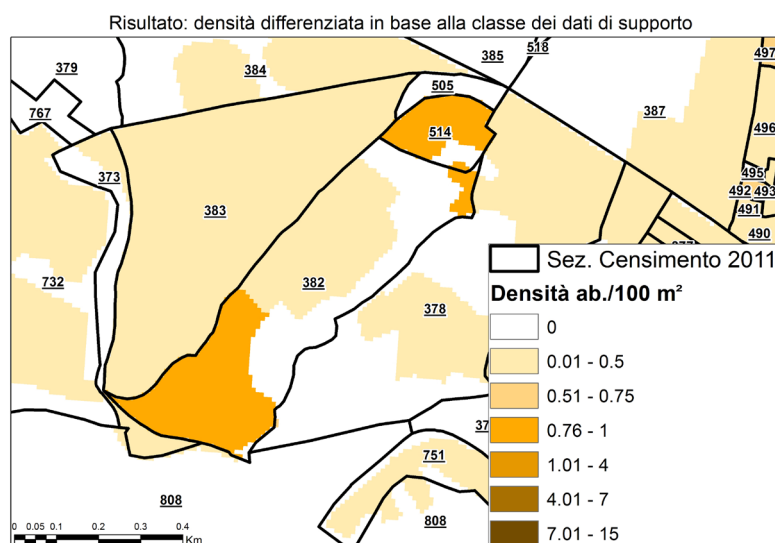 Risultato: densità differenziata in base alla classe dei dati di supporto
379
384
385
518
497
767
505
387
496
514
373
495
492
493
491
383
490
732
382
378
Sez. Censimento 2011
Densità ab./100 m²
0
0.01 - 0.5
0.51 - 0.75
0.76 - 1
1.01 - 4
4.01 - 7
7.01 - 15
751
808
808
0 0.05 0.1 0.2 0.3 0.4
Km